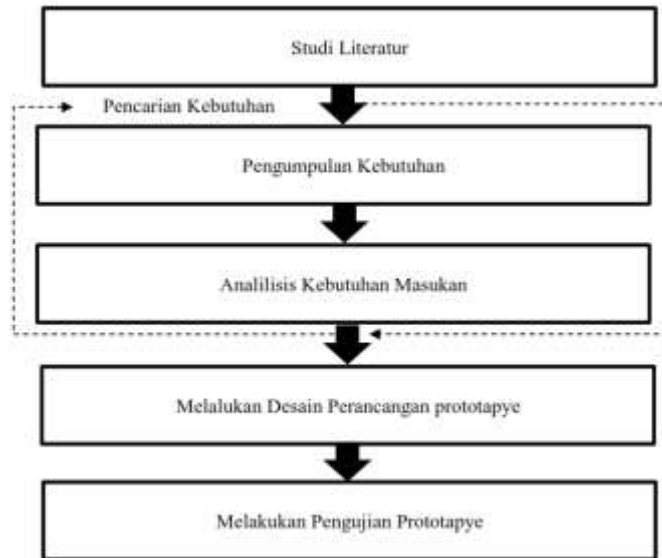 Studi Literatur
Pencarian Kebutuhan
Pengumpulan Kebutuhan
Analilisis Kebutuhan Masukan
Melalukan Desain Perancangan prototapye
Melakukan Pengujian Prototapye